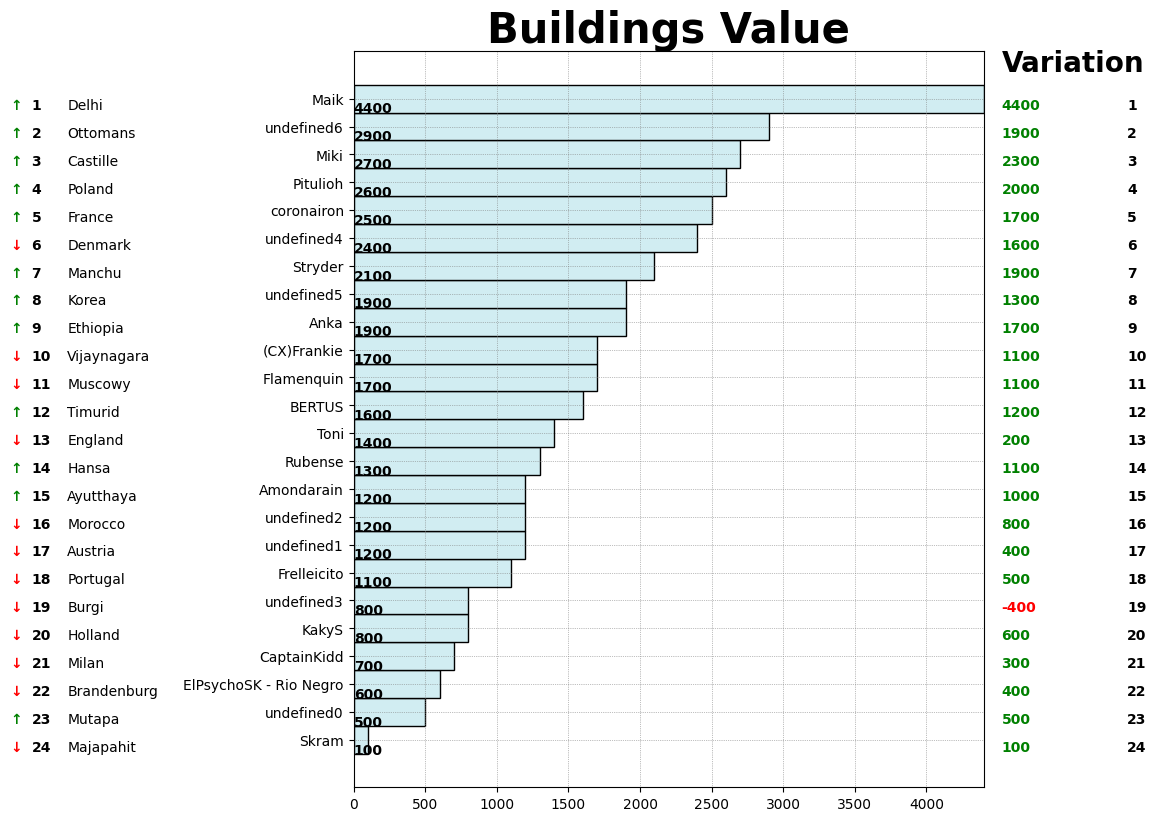 Buildings Value
Variation
↑ 1 Delhi Maik 4400 4400 1
↑ 2 Ottomans undefined6 2900 1900 2
↑ 3 Castille Miki 2700 2300 3
↑ 4 Poland Pitulioh 2600 2000 4
↑ 5 France coronairon 2500 1700 5
↓ 6 Denmark undefined4 2400 1600 6
↑ 7 Manchu Stryder 2100 1900 7
↑ 8 Korea undefined5 1900 1300 8
↑ 9 Ethiopia Anka 1900 1700 9
↓ 10 Vijaynagara (CX)Frankie 1700 1100 10
↓ 11 Muscowy Flamenquin 1700 1100 11
↑ 12 Timurid BERTUS 1600 1200 12
↓ 13 England Toni 1400 200 13
↑ 14 Hansa Rubense 1300 1100 14
↑ 15 Ayutthaya Amondarain 1200 1000 15
↓ 16 Morocco undefined2 1200 800 16
↓ 17 Austria undefined1 1200 400 17
↓ 18 Portugal Frelleicito 1100 500 18
↓ 19 Burgi undefined3 800 -400 19
↓ 20 Holland KakyS 800 600 20
↓ 21 Milan CaptainKidd 700 300 21
↓ 22 Brandenburg ElPsychoSK - Rio Negro 600 400 22
↑ 23 Mutapa undefined0 500 500 23
↓ 24 Majapahit Skram 100 100 24
0 500 1000 1500 2000 2500 3000 3500 4000